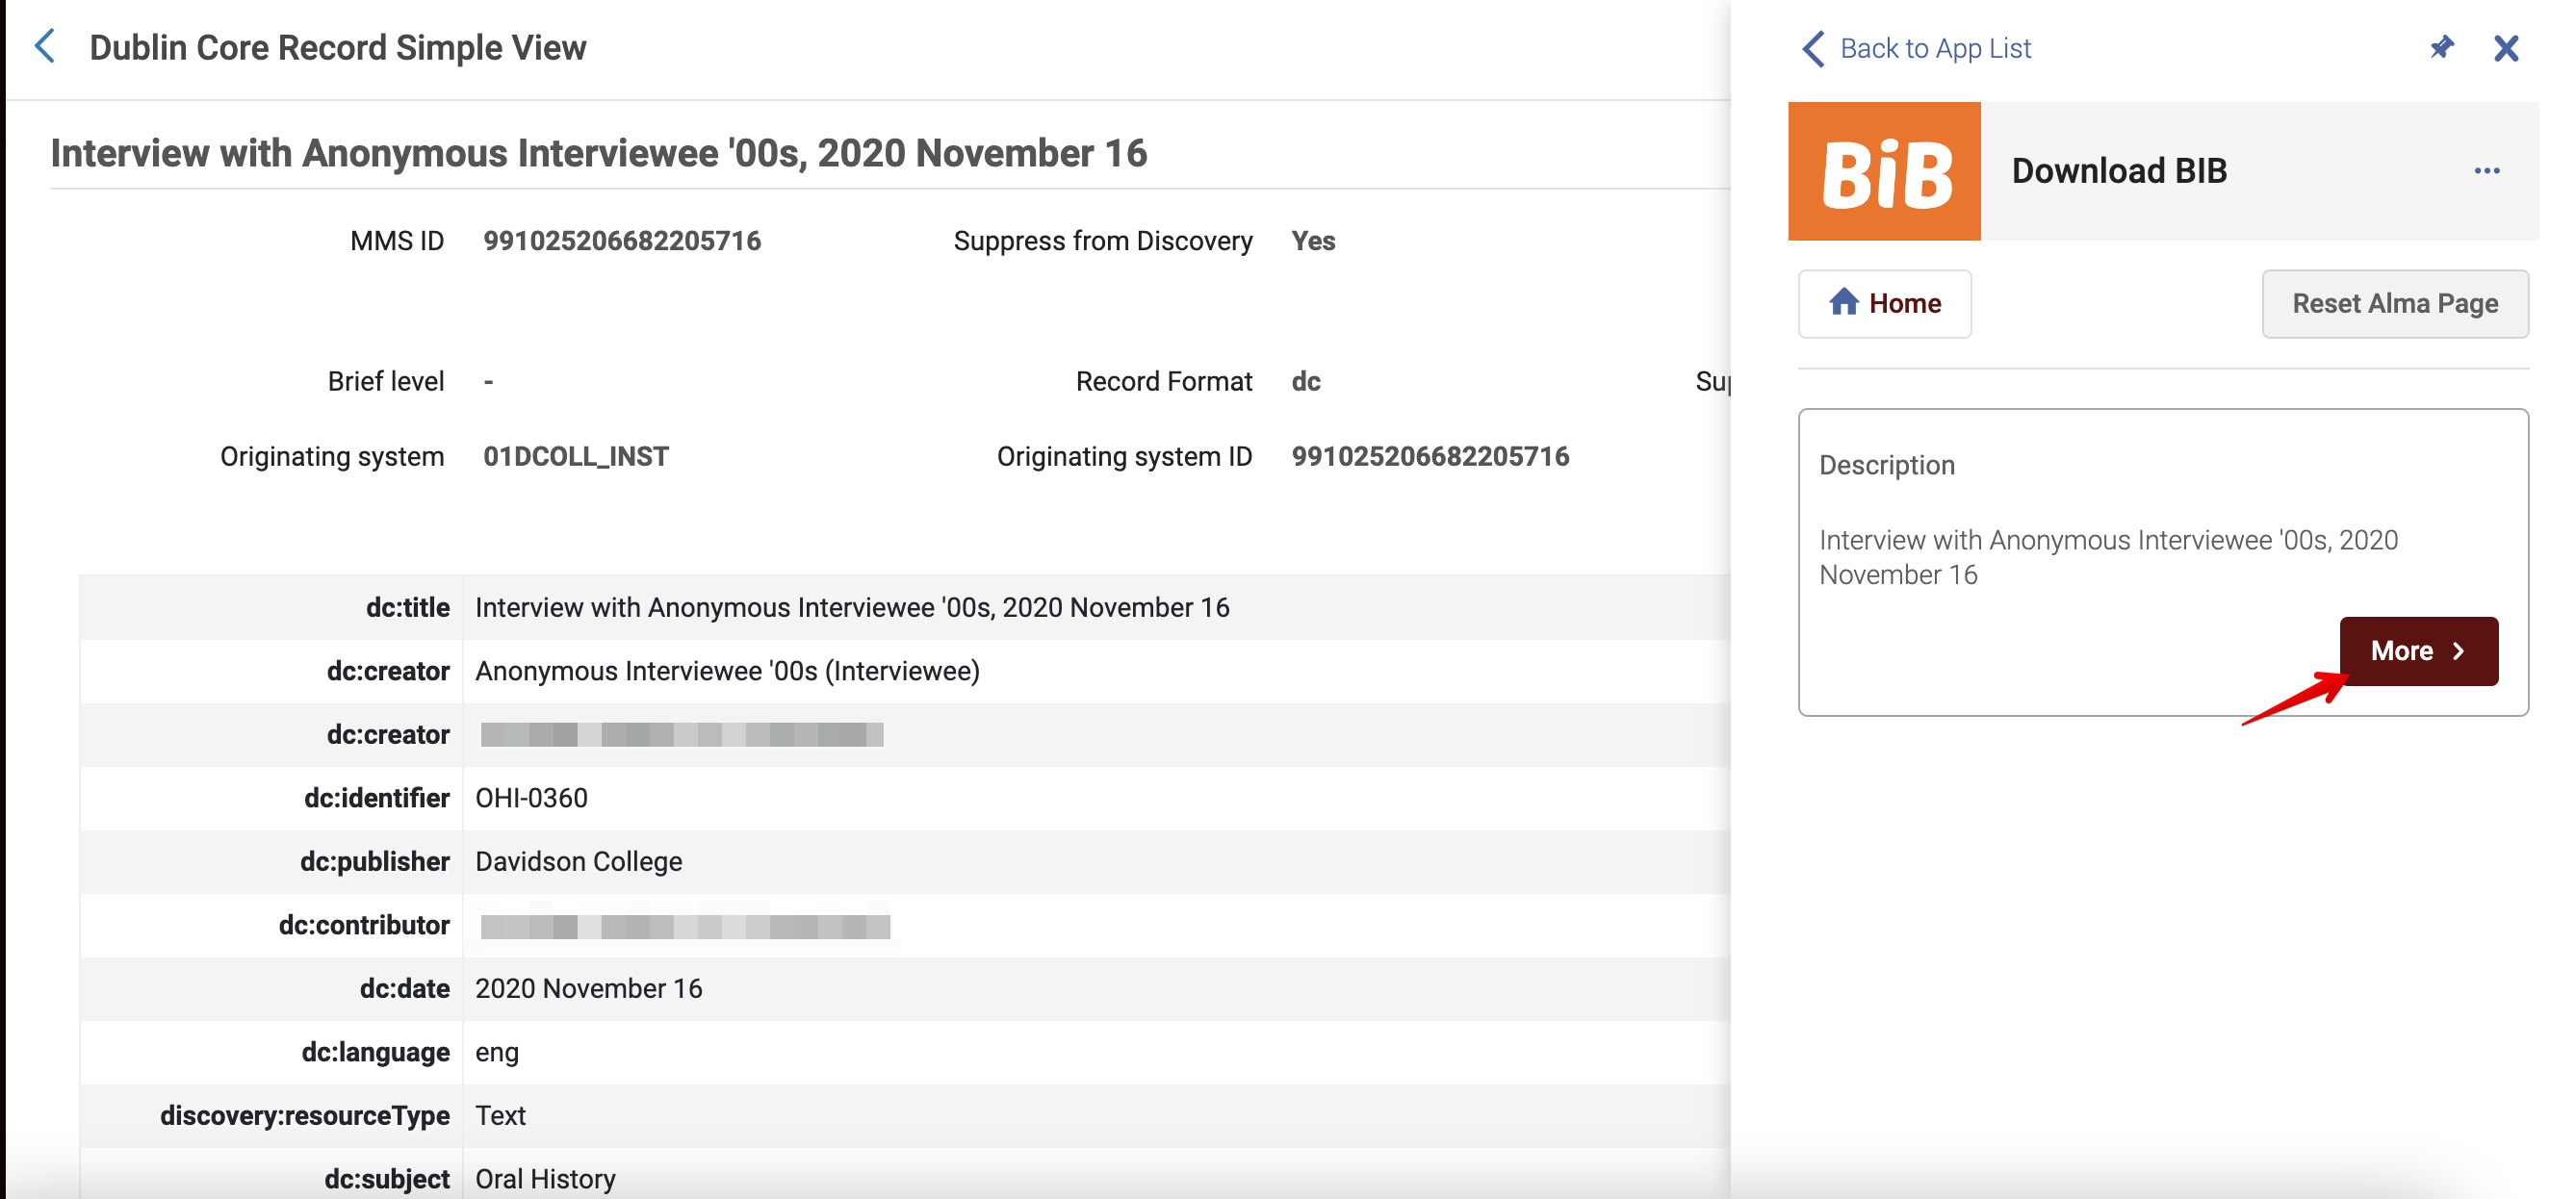 Dublin Core Record Simple View
Interview with Anonymous Interviewee '00s, 2020 November 16
MMS ID 991025206682205716 Suppress from Discovery Yes
Brief level - Record Format dc
Originating system 01DCOLL_INST Originating system ID 991025206682205716
dc:title Interview with Anonymous Interviewee '00s, 2020 November 16
dc:creator Anonymous Interviewee '00s (Interviewee)
dc:creator
dc:identifier OHI-0360
dc:publisher Davidson College
dc:contributor
dc:date 2020 November 16
dc:language eng
discovery:resourceType Text
dc:subject Oral History
Back to App List
BiB Download BIB
Home Reset Alma Page
Description
Interview with Anonymous Interviewee '00s, 2020
November 16
More